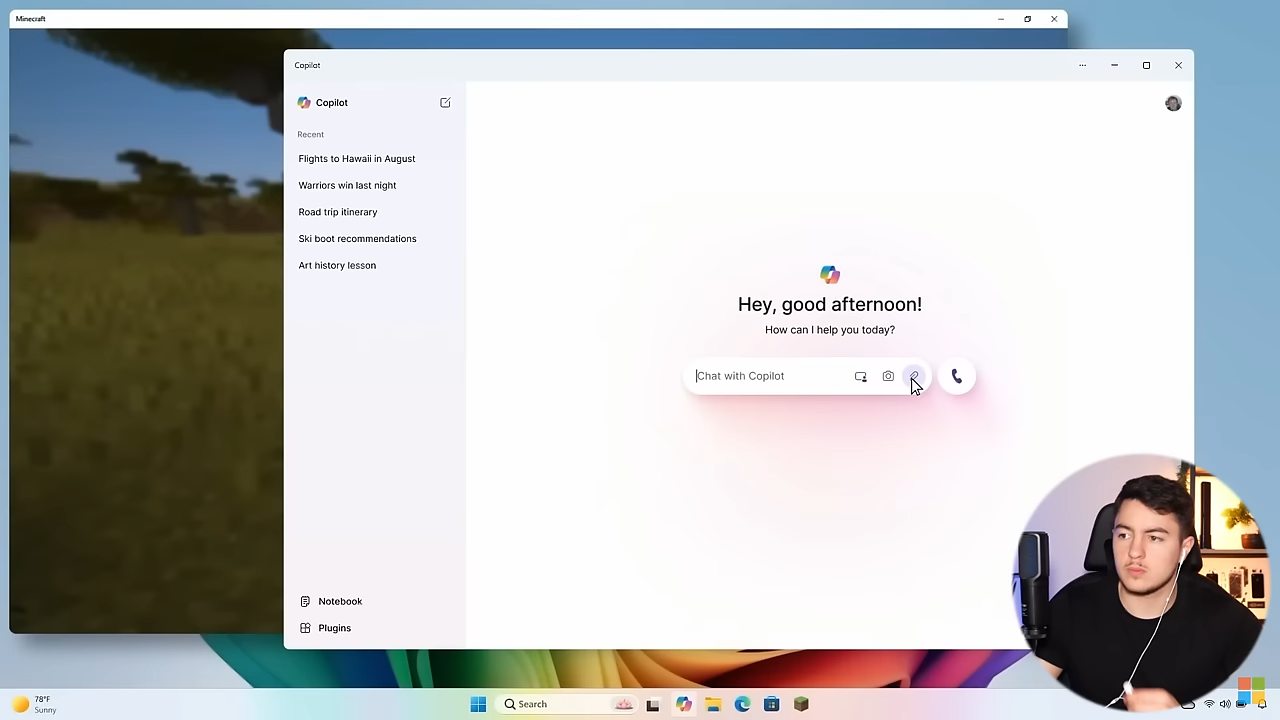 Minecraft
Copilot
Copilot
Recent
Flights to Hawaii in August
Warriors win last night
Road trip itinerary
Ski boot recommendations
Art history lesson
Notebook
Plugins
Hey, good afternoon!
How can I help you today?
Chat with Copilot
78°F
Sunny
Search